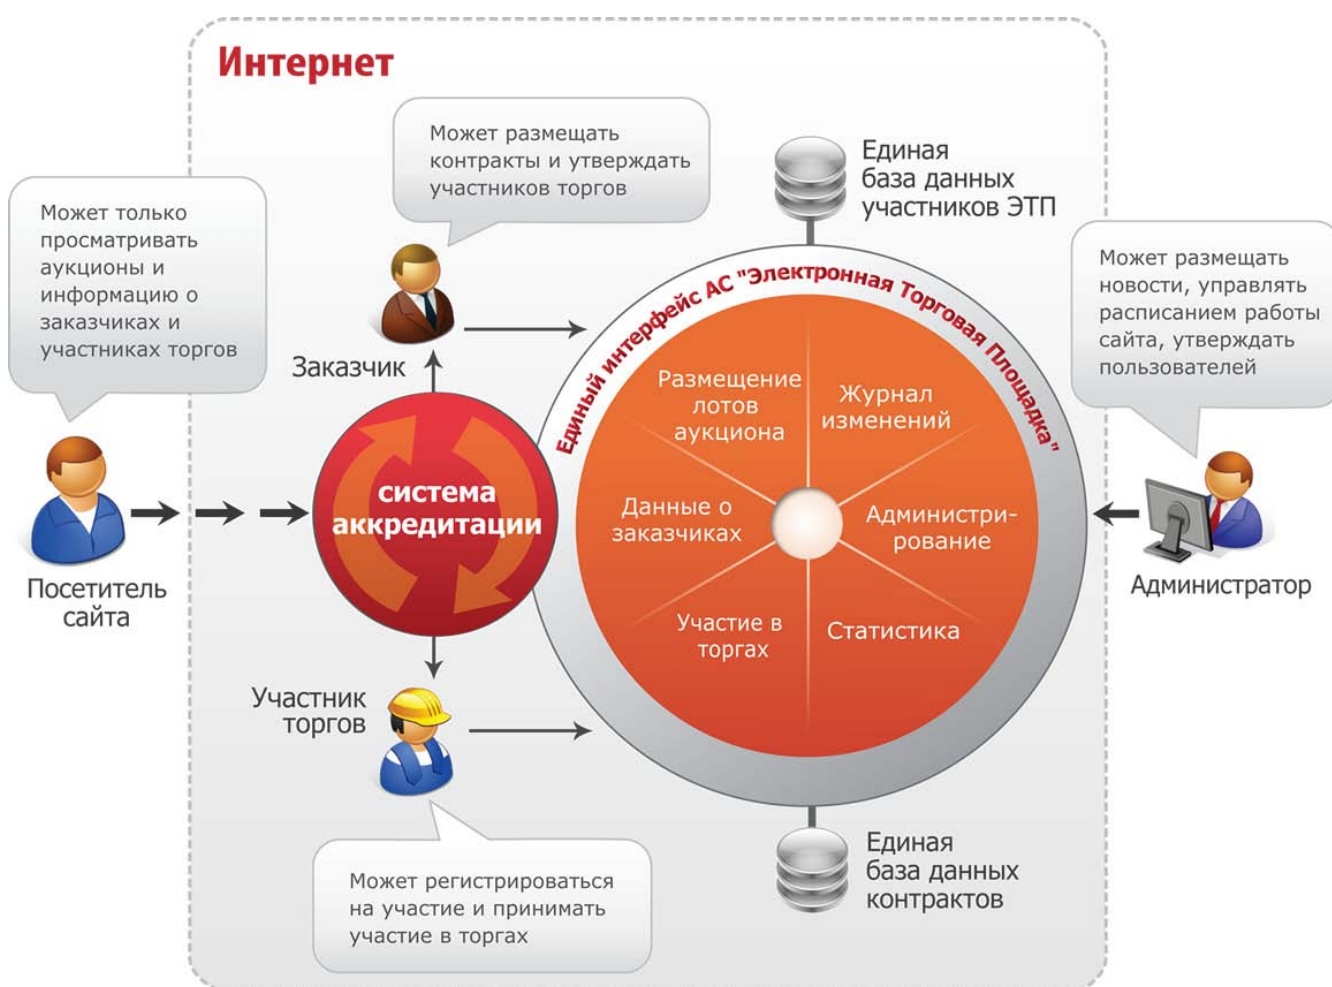 Интернет
Может размещать
контракты и утверждать
участников торгов
Единая
база данных
участников ЭТП
Может только
просматривать
аукционы и
информацию о
заказчиках и
участниках торгов
Может размещать
новости, управлять
расписанием работы
сайта, утверждать
пользователей
Заказчик
Единый интерфейс АС "Электронная Торговая Площадка"
Размещение
лотов
аукциона
Журнал
изменений
система
аккредитации
Данные о
заказчиках
Администри-
рование
Посетитель
сайта
Администратор
Участие в
торгах
Статистика
Участник
торгов
Может регистрироваться
на участие и принимать
участие в торгах
Единая
база данных
контрактов